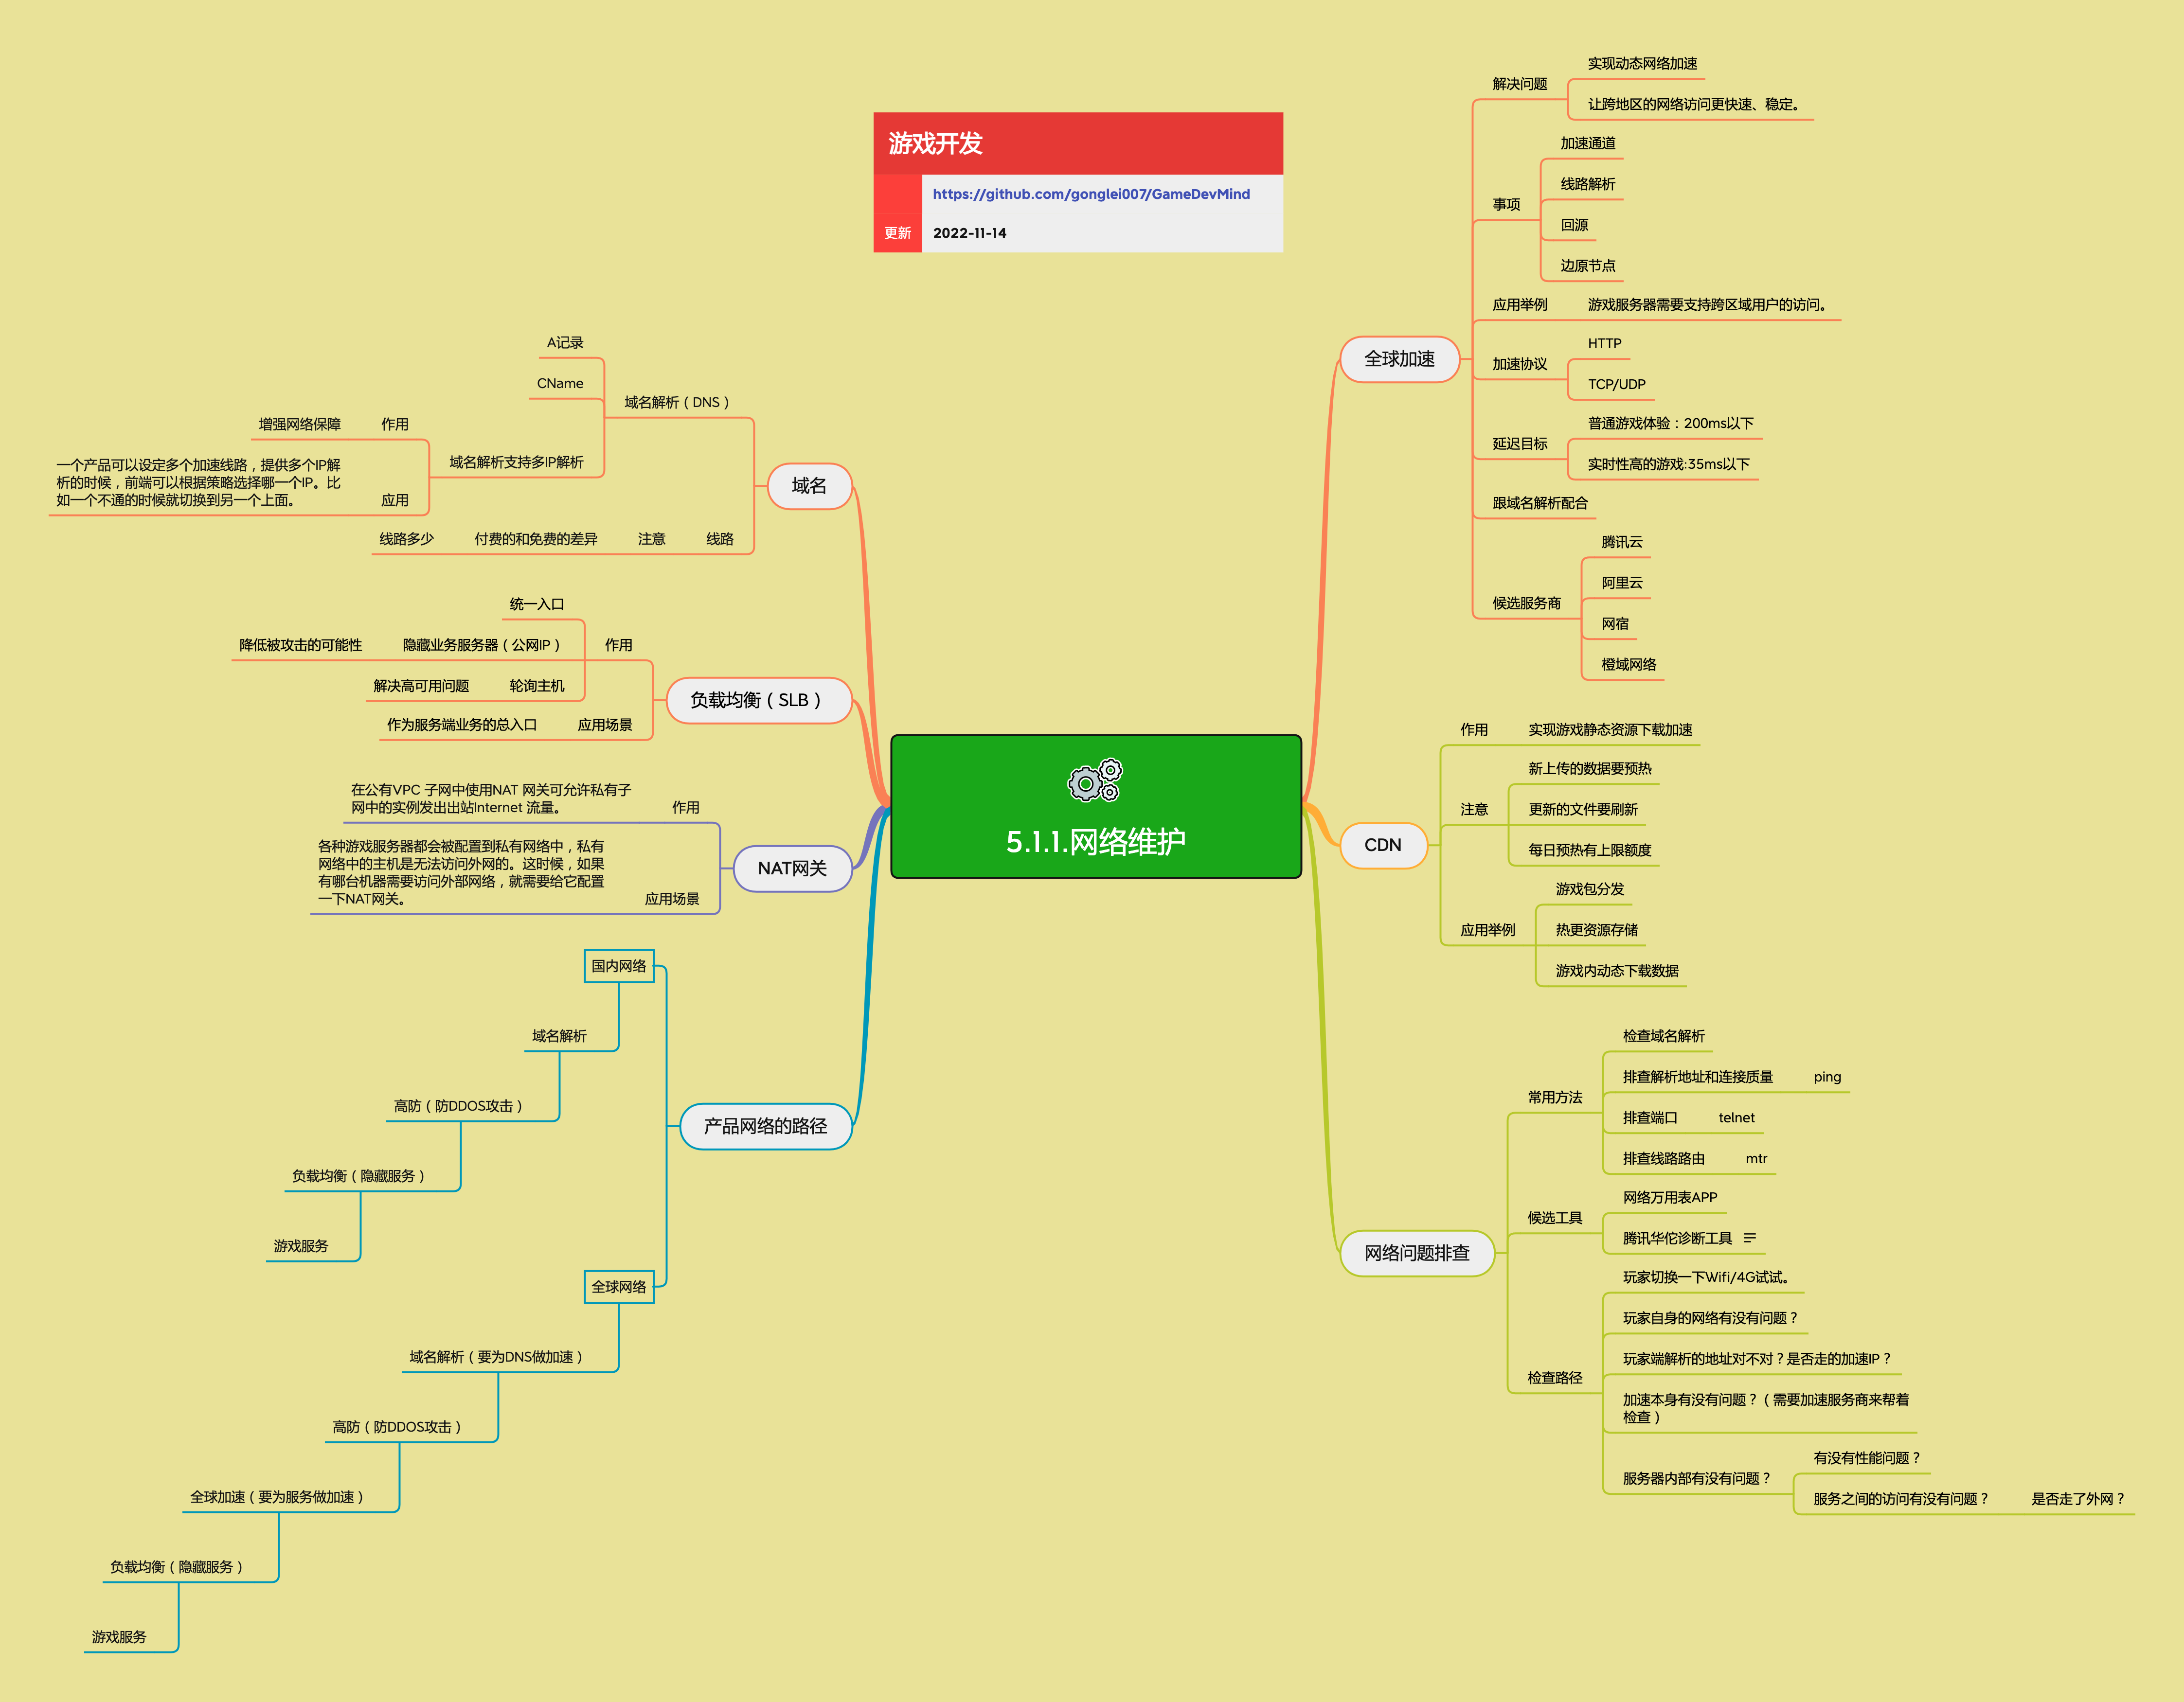 游戏开发
https://github.com/gonglei007/GameDevMind
更新
2022-11-14
5.1.1.网络维护
全球加速
解决问题
实现动态网络加速
让跨地区的网络访问更快速、稳定。
事项
加速通道
线路解析
回源
边原节点
应用举例
游戏服务器需要支持跨区域用户的访问。
加速协议
HTTP
TCP/UDP
延迟目标
普通游戏体验：200ms以下
实时性高的游戏:35ms以下
跟域名解析配合
候选服务商
腾讯云
阿里云
网宿
橙域网络
CDN
作用
实现游戏静态资源下载加速
注意
新上传的数据要预热
更新的文件要刷新
每日预热有上限额度
应用举例
游戏包分发
热更资源存储
游戏内动态下载数据
网络问题排查
常用方法
检查域名解析
排查解析地址和连接质量
ping
排查端口
telnet
排查线路路由
mtr
候选工具
网络万用表APP
腾讯华佗诊断工具
检查路径
玩家切换一下Wifi/4G试试。
玩家自身的网络有没有问题？
玩家端解析的地址对不对？是否走的加速IP？
加速本身有没有问题？（需要加速服务商来帮着
检查）
服务器内部有没有问题？
有没有性能问题？
服务之间的访问有没有问题？
是否走了外网？
域名
域名解析（DNS）
A记录
CName
域名解析支持多IP解析
作用
增强网络保障
应用
一个产品可以设定多个加速线路，提供多个IP解
析的时候，前端可以根据策略选择哪一个IP。比
如一个不通的时候就切换到另一个上面。
线路
注意
付费的和免费的差异
线路多少
负载均衡（SLB）
作用
统一入口
隐藏业务服务器（公网IP）
降低被攻击的可能性
轮询主机
解决高可用问题
应用场景
作为服务端业务的总入口
NAT网关
作用
在公有VPC 子网中使用NAT 网关可允许私有子
网中的实例发出出站Internet 流量。
应用场景
各种游戏服务器都会被配置到私有网络中，私有
网络中的主机是无法访问外网的。这时候，如果
有哪台机器需要访问外部网络，就需要给它配置
一下NAT网关。
产品网络的路径
国内网络
域名解析
高防（防DDOS攻击）
负载均衡（隐藏服务）
游戏服务
全球网络
域名解析（要为DNS做加速）
高防（防DDOS攻击）
全球加速（要为服务做加速）
负载均衡（隐藏服务）
游戏服务